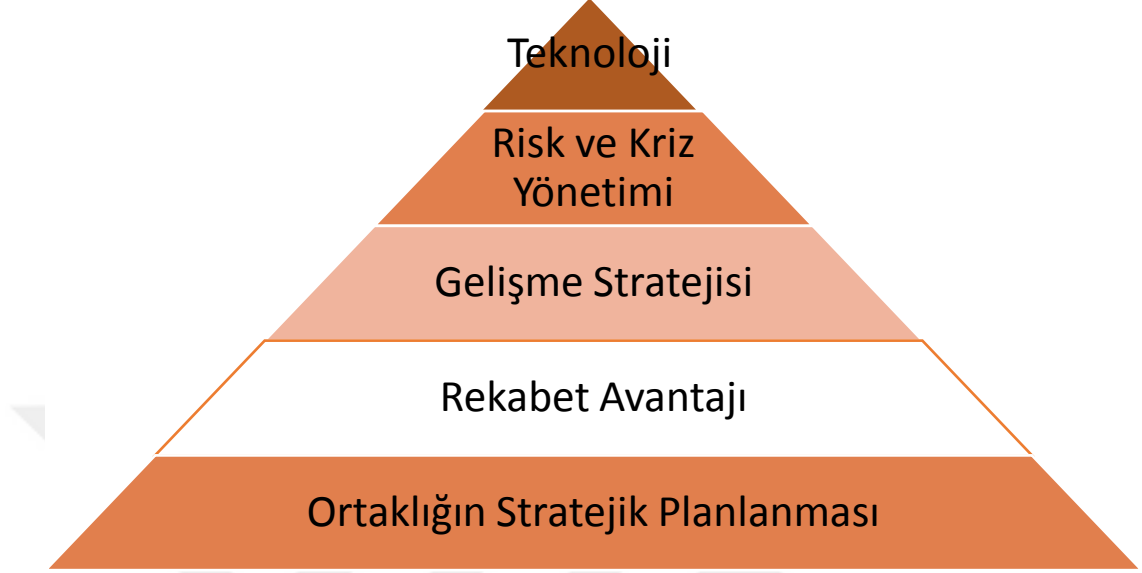 Teknoloji
Risk ve Kriz
Yönetimi
Gelişme Stratejisi
Rekabet Avantajı
Ortaklığın Stratejik Planlanması